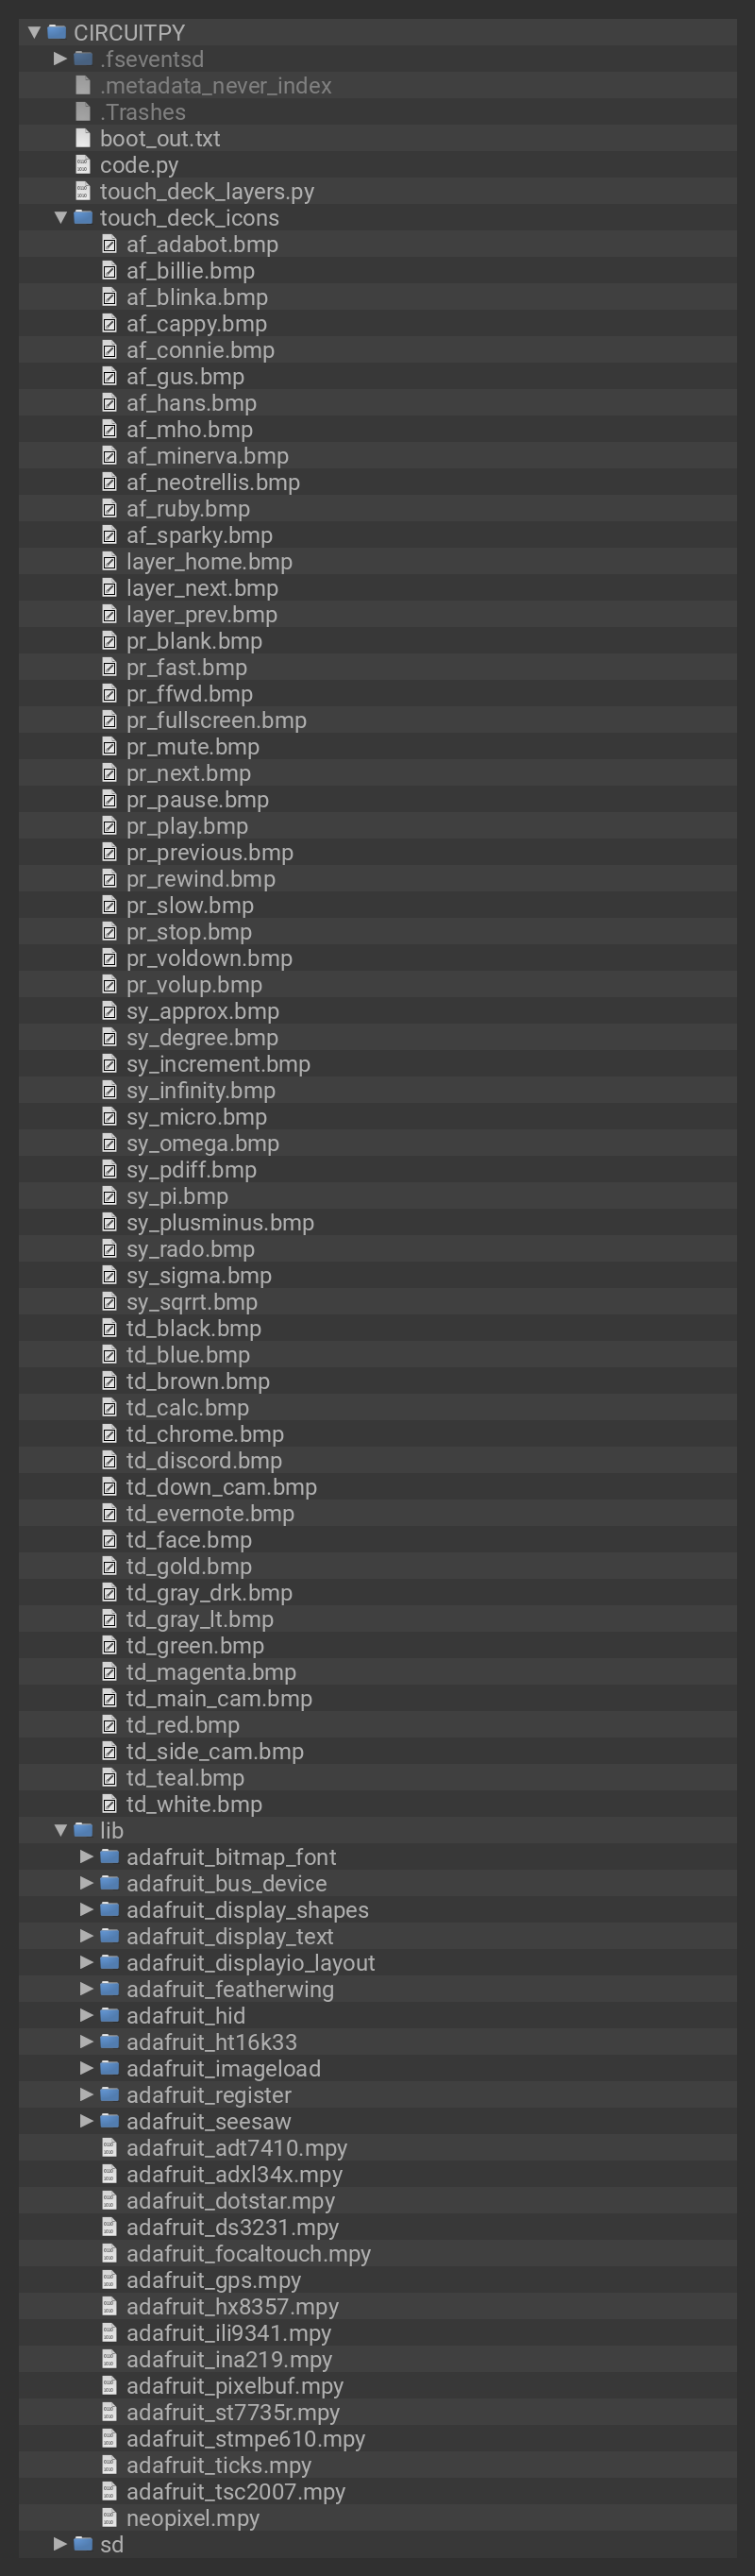 CIRCUITPY
.fseventsd
.metadata_never_index
.Trashes
boot_out.txt
code.py
touch_deck_layers.py
touch_deck_icons
af_adabot.bmp
af_billie.bmp
af_blinka.bmp
af_cappy.bmp
af_connie.bmp
af_gus.bmp
af_hans.bmp
af_mho.bmp
af_minerva.bmp
af_neotrellis.bmp
af_ruby.bmp
af_sparky.bmp
layer_home.bmp
layer_next.bmp
layer_prev.bmp
pr_blank.bmp
pr_fast.bmp
pr_ffwd.bmp
pr_fullscreen.bmp
pr_mute.bmp
pr_next.bmp
pr_pause.bmp
pr_play.bmp
pr_previous.bmp
pr_rewind.bmp
pr_slow.bmp
pr_stop.bmp
pr_voldown.bmp
pr_volup.bmp
sy_approx.bmp
sy_degree.bmp
sy_increment.bmp
sy_infinity.bmp
sy_micro.bmp
sy_omega.bmp
sy_pdiff.bmp
sy_pi.bmp
sy_plusminus.bmp
sy_rado.bmp
sy_sigma.bmp
sy_sqrrt.bmp
td_black.bmp
td_blue.bmp
td_brown.bmp
td_calc.bmp
td_chrome.bmp
td_discord.bmp
td_down_cam.bmp
td_evernote.bmp
td_face.bmp
td_gold.bmp
td_gray_drk.bmp
td_gray_lt.bmp
td_green.bmp
td_magenta.bmp
td_main_cam.bmp
td_red.bmp
td_side_cam.bmp
td_teal.bmp
td_white.bmp
lib
adafruit_bitmap_font
adafruit_bus_device
adafruit_display_shapes
adafruit_display_text
adafruit_displayio_layout
adafruit_featherwing
adafruit_hid
adafruit_ht16k33
adafruit_imageload
adafruit_register
adafruit_seesaw
adafruit_adt7410.mpy
adafruit_adxl34x.mpy
adafruit_dotstar.mpy
adafruit_ds3231.mpy
adafruit_focaltouch.mpy
adafruit_gps.mpy
adafruit_hx8357.mpy
adafruit_ili9341.mpy
adafruit_ina219.mpy
adafruit_pixelbuf.mpy
adafruit_st7735r.mpy
adafruit_stmpe610.mpy
adafruit_ticks.mpy
adafruit_tsc2007.mpy
neopixel.mpy
sd